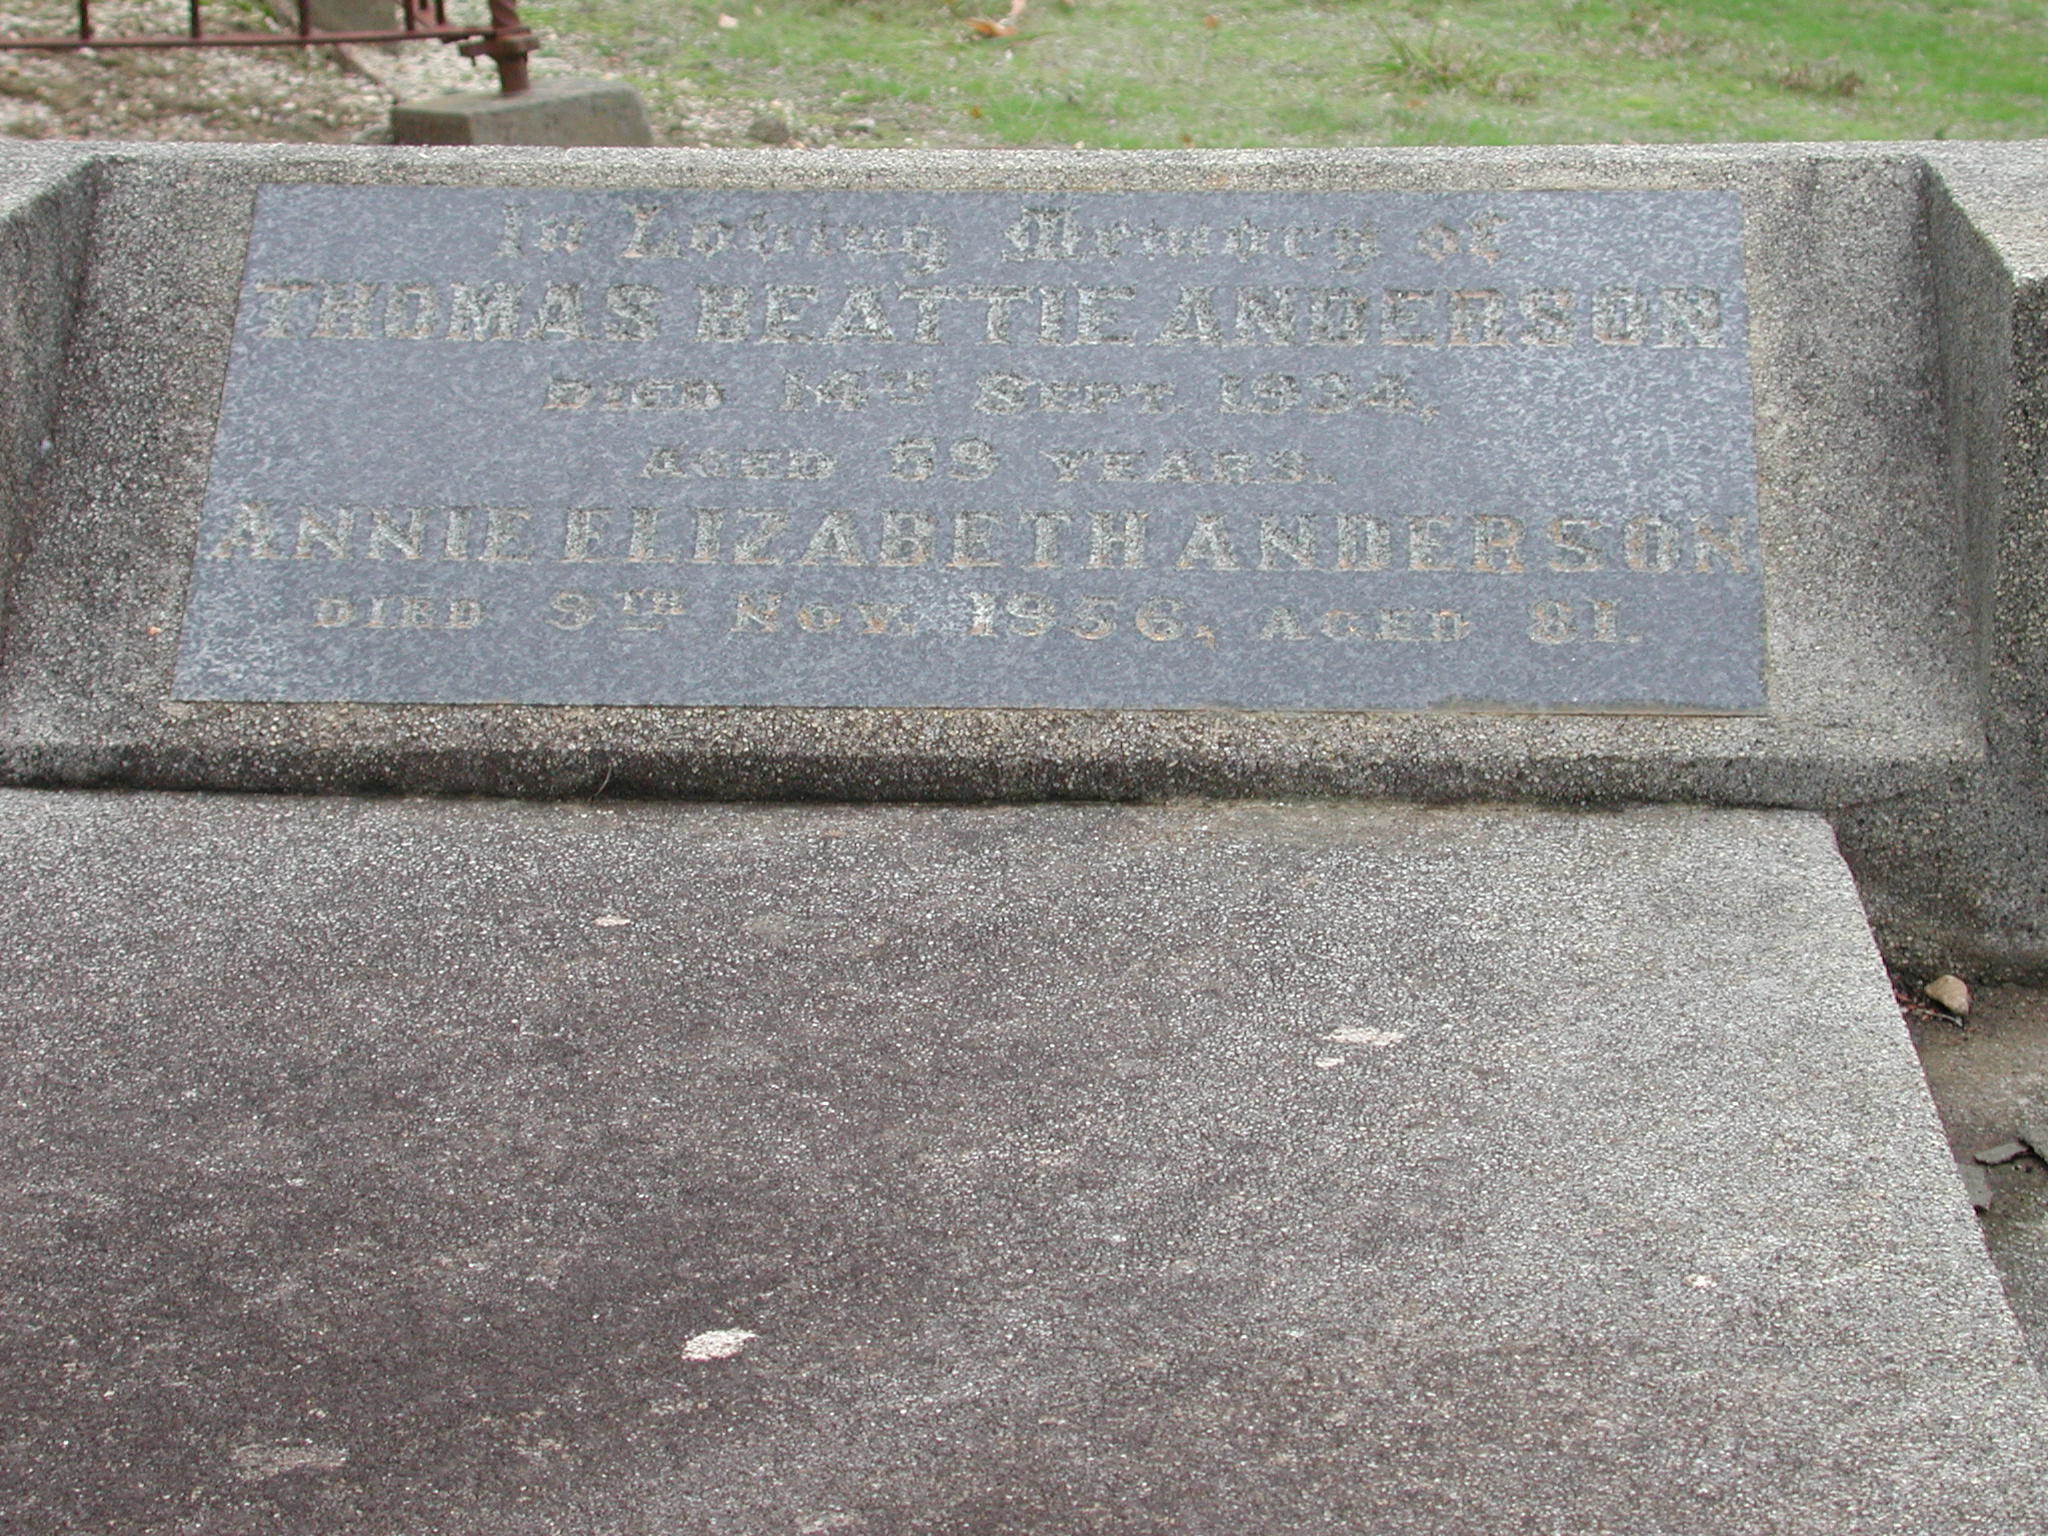 In Loving Memory of
THOMAS BEATTIE ANDERSON
DIED 14TH SEPT. 1934,
AGED 59 YEARS.
ANNIE ELIZABETH ANDERSON
DIED 9TH NOV. 1956, AGED 81.